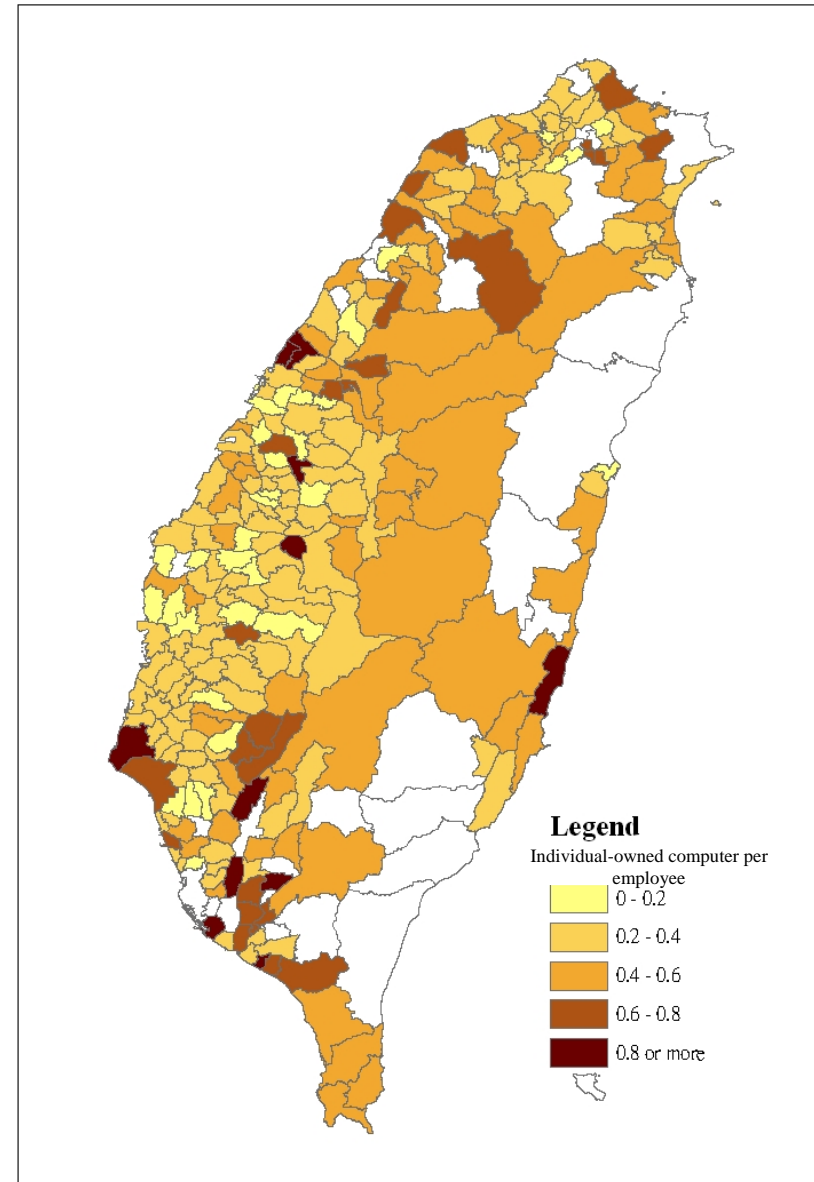 Legend
Individual-owned computer per
employee
0 - 0.2
0.2 - 0.4
0.4 - 0.6
0.6 - 0.8
0.8 or more